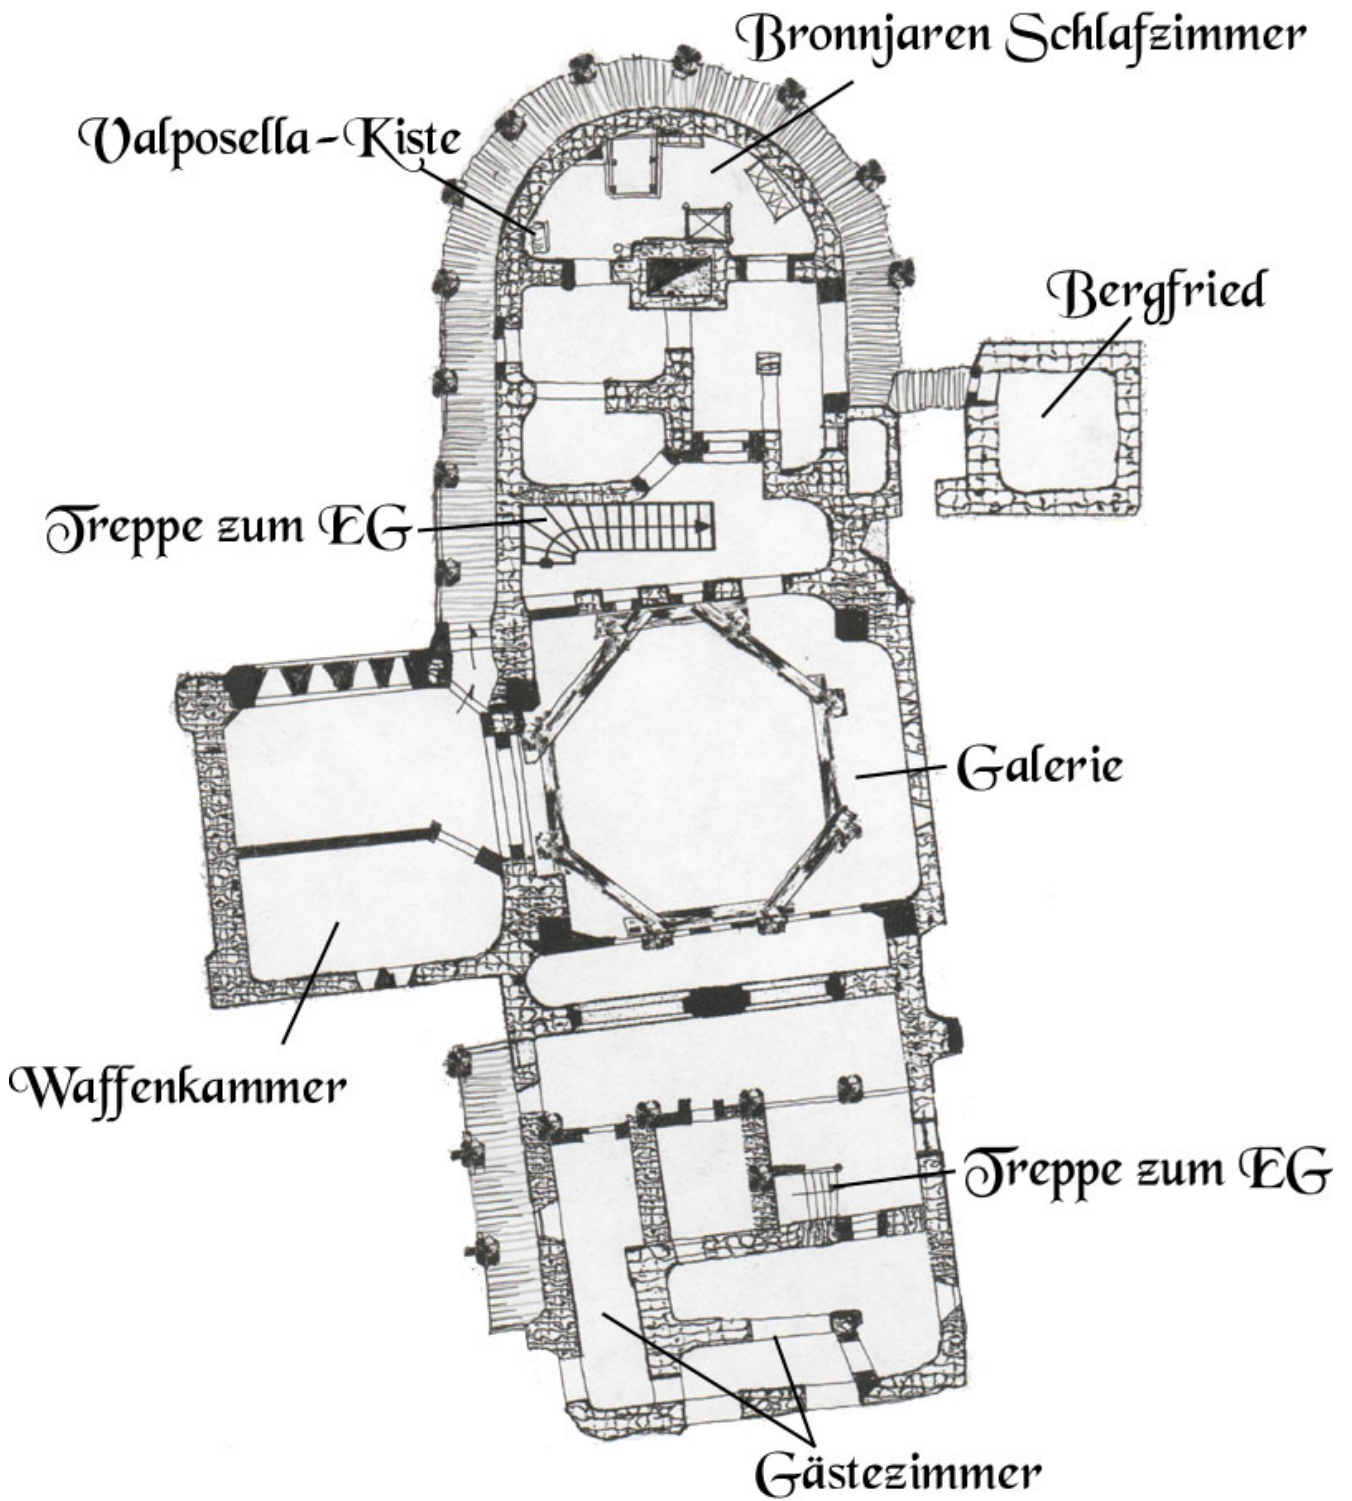 Bronnjaren Schlafzimmer
Valposella-Kiste
Bergfried
Treppe zum EG
Galerie
Waffenkammer
Treppe zum EG
Gästezimmer